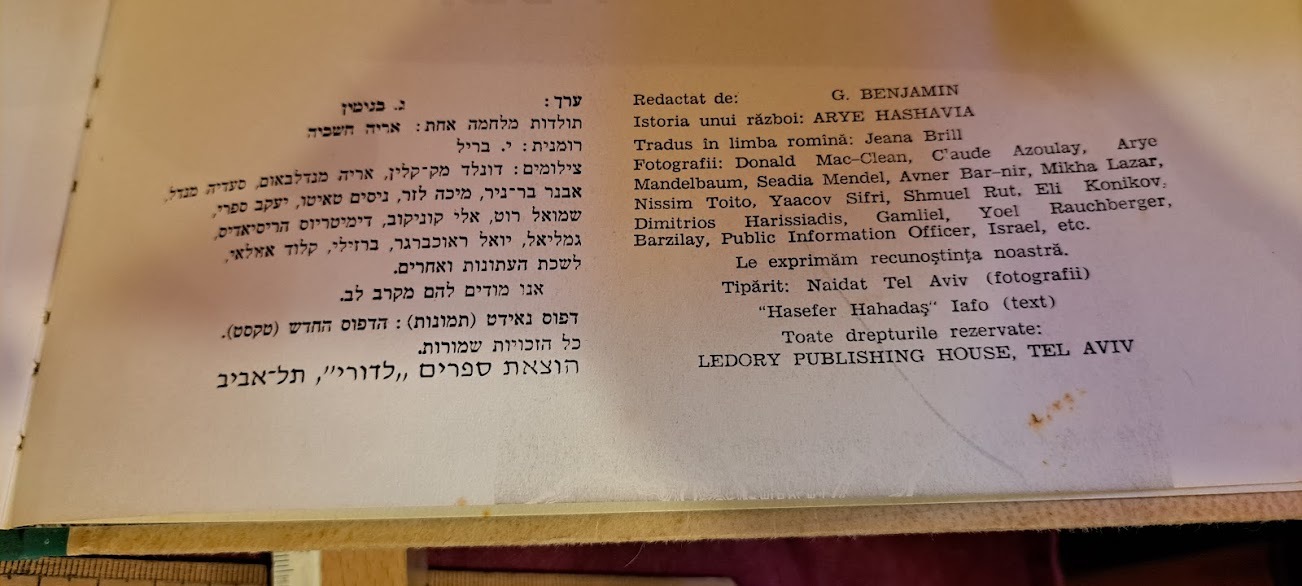 ערך: ג. בנימין
תולדות מלחמה אחת: אריה חשביה
רומנית: י. בריל
צילומים: דונלד מק־קלין, אריה מנדלבאום, סעדיה מנדל,
אבנר בר־ניר, מיכה לזר, ניסים טאיטו, יעקב ספרי,
שמואל רוט, אלי קוניקוב, דימיטריוס הריסיאדיס,
גמליאל, יואל ראוכברגר, ברזילי, קלוד אזולאי,
לשכת העתונות ואחרים.
אנו מודים להם מקרב לב.
דפוס נאידט (תמונות): הדפוס החדש (טקסט).
כל הזכויות שמורות.
הוצאת ספרים „לדורי”, תל־אביב
Redactat de: G. BENJAMIN
Istoria unui război: ARYE HASHAVIA
Tradus în limba romînă: Jeana Brill
Fotografii: Donald Mac–Clean, C'aude Azoulay, Arye
Mandelbaum, Seadia Mendel, Avner Bar–nir, Mikha Lazar,
Nissim Toito, Yaacov Sifri, Shmuel Rut, Eli Konikov,
Dimitrios Harissiadis, Gamliel, Yoel Rauchberger,
Barzilay, Public Information Officer, Israel, etc.
Le exprimăm recunoştinţa noastră.
Tipărit: Naidat Tel Aviv (fotografii)
"Hasefer Hahadaş" Iafo (text)
Toate drepturile rezervate:
LEDORY PUBLISHING HOUSE, TEL AVIV